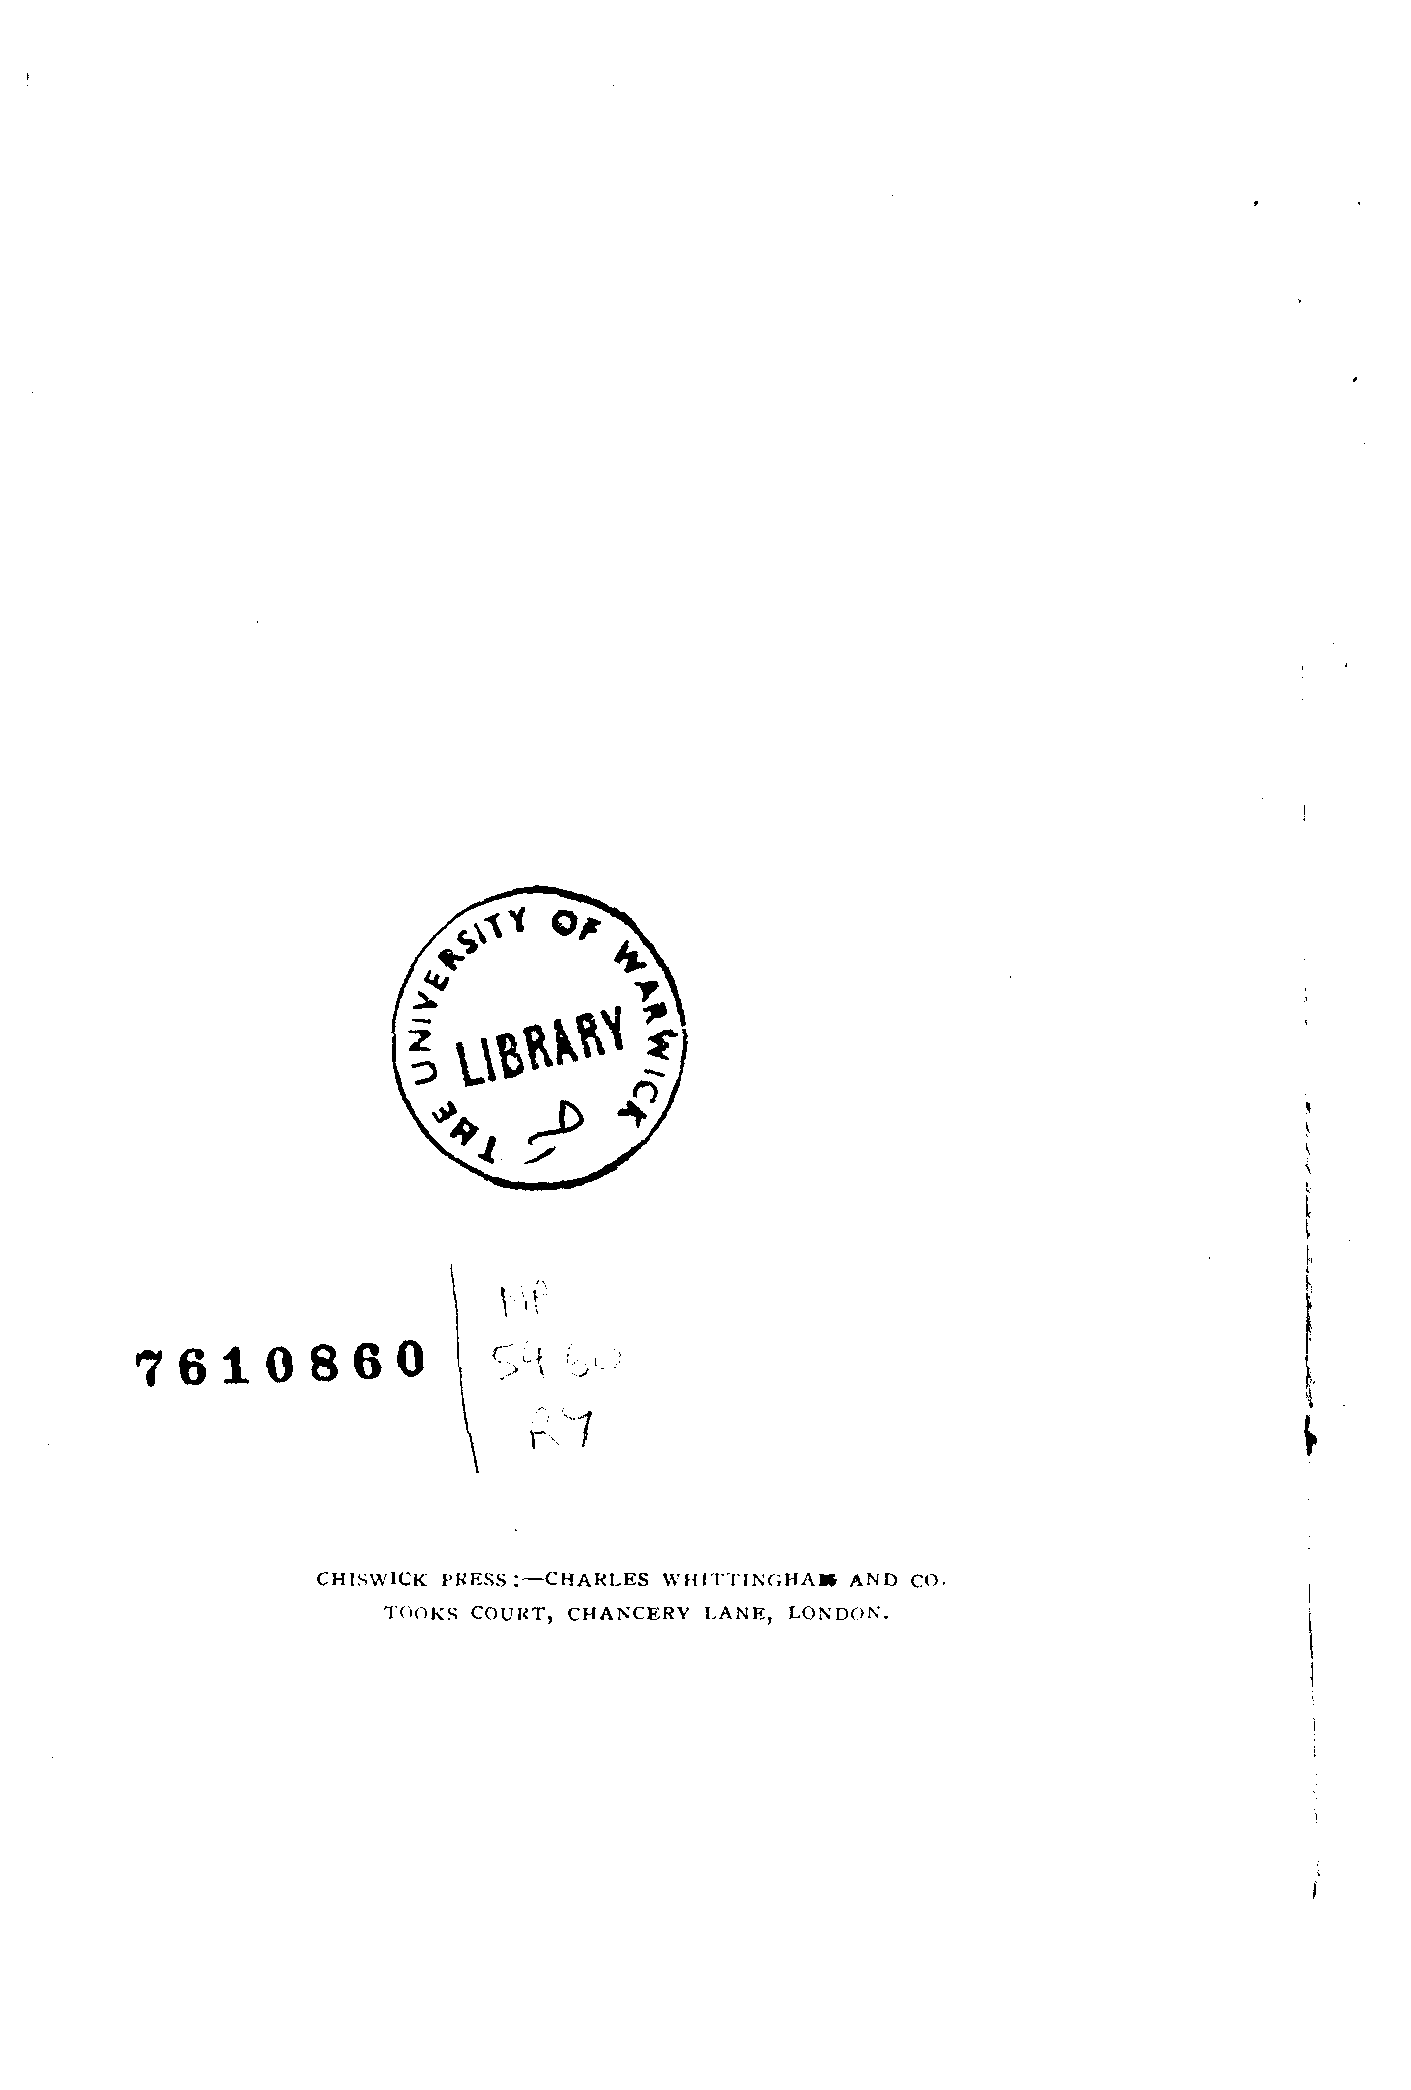 THE UNIVERSITY OF WARWICK
LIBRARY
7610860
5460
R7
CHISWICK PRESS:—CHARLES WHITTINGHAM AND CO.
TOOKS COURT, CHANCERY LANE, LONDON.